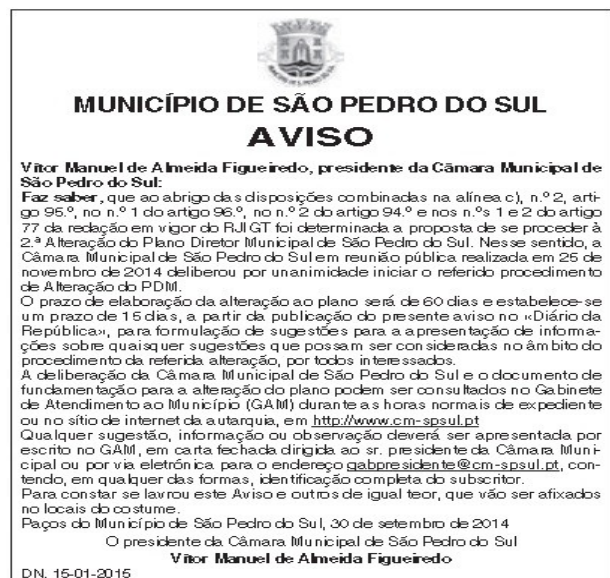 MUNICÍPIO DE SÃO PEDRO DO SUL
AVISO
Vítor Manuel de Almeida Figueiredo, presidente da Câmara Municipal de
São Pedro do Sul:
Faz saber, que ao abrigo das disposições combinadas na alínea c), n.º 2, arti-
go 95.º, no n.º 1 do artigo 96.º, no n.º 2 do artigo 94.º e nos n.ºs 1 e 2 do artigo
77 da redação em vigor do RJIGT foi determinada a proposta de se proceder à
2.ª Alteração do Plano Diretor Municipal de São Pedro do Sul. Nesse sentido, a
Câmara Municipal de São Pedro do Sul em reunião pública realizada em 25 de
novembro de 2014 deliberou por unanimidade iniciar o referido procedimento
de Alteração do PDM.
O prazo de elaboração da alteração ao plano será de 60 dias e estabelece-se
um prazo de 15 dias, a partir da publicação do presente aviso no «Diário da
República», para formulação de sugestões para a apresentação de informa-
ções sobre quaisquer sugestões que possam ser consideradas no âmbito do
procedimento da referida alteração, por todos interessados.
A deliberação da Câmara Municipal de São Pedro do Sul e o documento de
fundamentação para a alteração do plano podem ser consultados no Gabinete
de Atendimento ao Município (GAM) durante as horas normais de expediente
ou no sítio de internet da autarquia, em http://www.cm-spsul.pt
Qualquer sugestão, informação ou observação deverá ser apresentada por
escrito no GAM, em carta fechada dirigida ao sr. presidente da Câmara Muni-
cipal ou por via eletrónica para o endereço gabpresidente@cm-spsul.pt, con-
tendo, em qualquer das formas, identificação completa do subscritor.
Para constar se lavrou este Aviso e outros de igual teor, que vão ser afixados
no locais do costume.
Paços do Município de São Pedro do Sul, 30 de setembro de 2014
O presidente da Câmara Municipal de São Pedro do Sul
Vítor Manuel de Almeida Figueiredo
DN, 15-01-2015